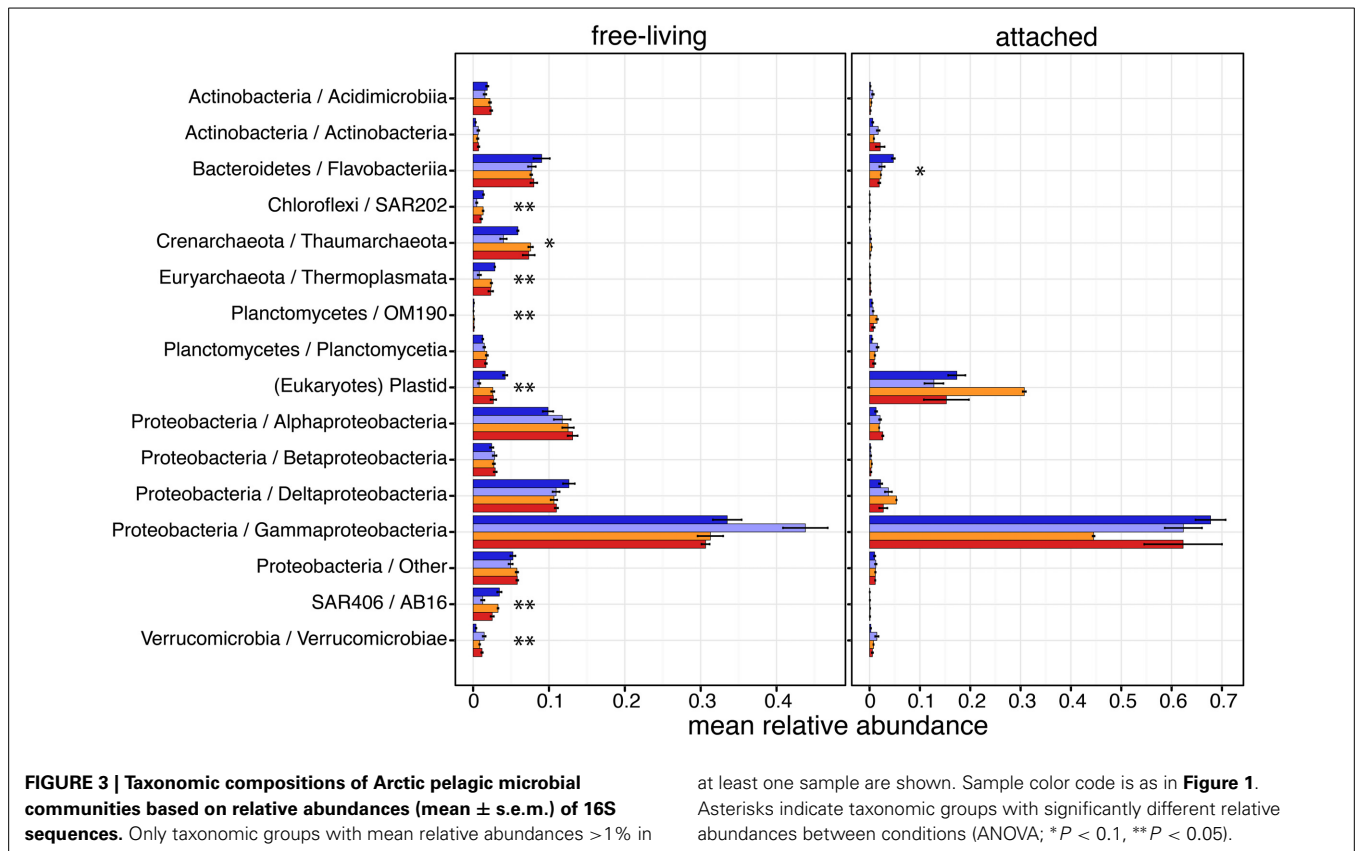 free-living
attached
Actinobacteria / Acidimicrobiia
Actinobacteria / Actinobacteria
Bacteroidetes / Flavobacteriia
*
Chloroflexi / SAR202
**
Crenarchaeota / Thaumarchaeota
*
Euryarchaeota / Thermoplasmata
**
Planctomycetes / OM190
**
Planctomycetes / Planctomycetia
(Eukaryotes) Plastid
**
Proteobacteria / Alphaproteobacteria
Proteobacteria / Betaproteobacteria
Proteobacteria / Deltaproteobacteria
Proteobacteria / Gammaproteobacteria
Proteobacteria / Other
SAR406 / AB16
**
Verrucomicrobia / Verrucomicrobiae
**
0 0.1 0.2 0.3 0.4
0 0.1 0.2 0.3 0.4 0.5 0.6 0.7
mean relative abundance
FIGURE 3 | Taxonomic compositions of Arctic pelagic microbial
communities based on relative abundances (mean ± s.e.m.) of 16S
sequences. Only taxonomic groups with mean relative abundances >1% in
at least one sample are shown. Sample color code is as in Figure 1.
Asterisks indicate taxonomic groups with significantly different relative
abundances between conditions (ANOVA; *P < 0.1, **P < 0.05).